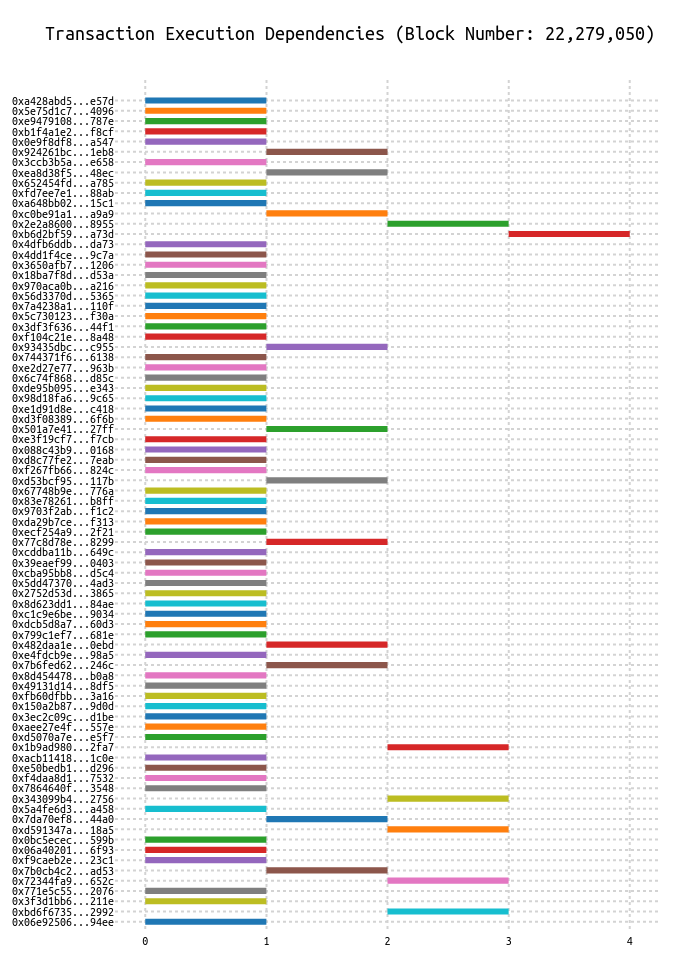 Transaction Execution Dependencies (Block Number: 22,279,050)
0xa428abd5...e57d
0x5e75d1c7...4096
0xe9479108...787e
0xb1f4a1e2...f8cf
0x0e9f8df8...a547
0x924261bc...1eb8
0x3ccb3b5a...e658
0xea8d38f5...48ec
0x652454fd...a785
0xfd7ee7e1...88ab
0xa648bb02...15c1
0xc0be91a1...a9a9
0x2e2a8600...8955
0xb6d2bf59...a73d
0x4dfb6ddb...da73
0x4dd1f4ce...9c7a
0x3650afb7...1206
0x18ba7f8d...d53a
0x970aca0b...a216
0x56d3370d...5365
0x7a4238a1...110f
0x5c730123...f30a
0x3df3f636...44f1
0xf104c21e...8a48
0x93435dbc...c955
0x744371f6...6138
0xe2d27e77...963b
0x6c74f868...d85c
0xde95b095...e343
0x98d18fa6...9c65
0xe1d91d8e...c418
0xd3f08389...6f6b
0x501a7e41...27ff
0xe3f19cf7...f7cb
0x088c43b9...0168
0xd8c77fe2...7eab
0xf267fb66...824c
0xd53bcf95...117b
0x67748b9e...776a
0x83e78261...b8ff
0x9703f2ab...f1c2
0xda29b7ce...f313
0xecf254a9...2f21
0x77c8d78e...8299
0xcddba11b...649c
0x39eaef99...0403
0xcba95bb8...d5c4
0x5dd47370...4ad3
0x2752d53d...3865
0x8d623dd1...84ae
0xc1c9e6be...9034
0xdcb5d8a7...60d3
0x799c1ef7...681e
0x482daa1e...0ebd
0xe4fdcb9e...98a5
0x7b6fed62...246c
0x8d454478...b0a8
0x49131d14...8df5
0xfb60dfbb...3a16
0x150a2b87...9d0d
0x3ec2c09c...d1be
0xaee27e4f...557e
0xd5070a7e...e5f7
0x1b9ad980...2fa7
0xacb11418...1c0e
0xe50bedb1...d296
0xf4daa8d1...7532
0x7864640f...3548
0x343099b4...2756
0x5a4fe6d3...a458
0x7da70ef8...44a0
0xd591347a...18a5
0x0bc5ecec...599b
0x06a40201...6f93
0xf9caeb2e...23c1
0x7b0cb4c2...ad53
0x72344fa9...652c
0x771e5c55...2076
0x3f3d1bb6...211e
0xbd6f6735...2992
0x06e92506...94ee
0 1 2 3 4